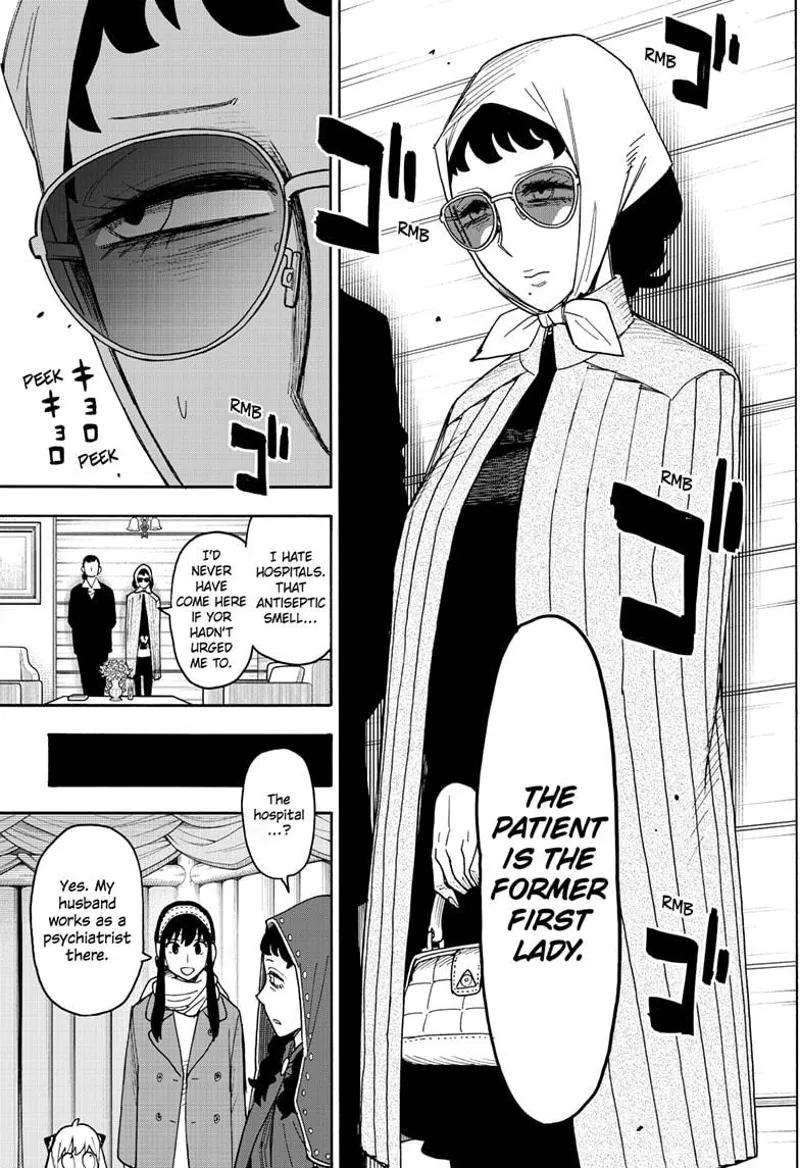 RMB
ゴ
ゴ
RMB
THE
PATIENT
IS THE
FORMER
FIRST
LADY.
RMB
ゴ
RMB
ゴ
PEEK
キョロ
キョロ
PEEK
RMB
ゴ
I HATE
HOSPITALS.
THAT
ANTISEPTIC
SMELL...
I'D
NEVER
HAVE
COME HERE
IF YOR
HADN'T
URGED
ME TO.
The
hospital
...?
Yes. My
husband
works as a
psychiatrist
there.